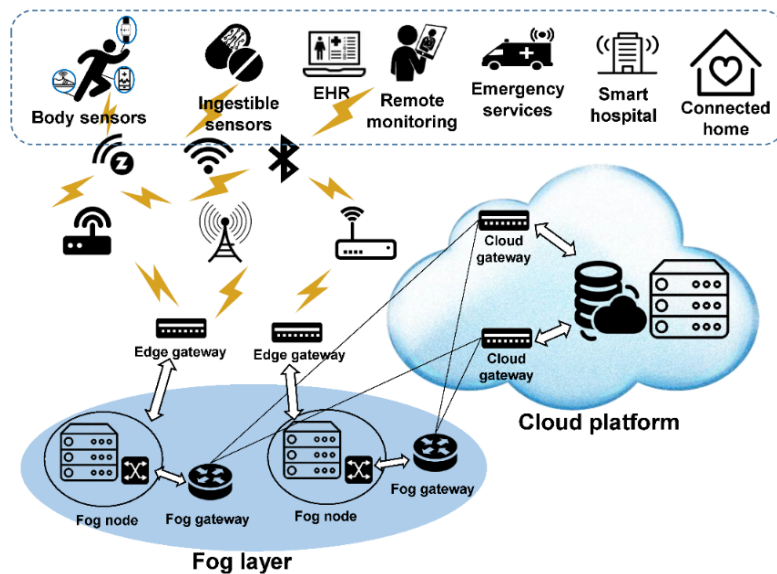 Body sensors
Ingestible
sensors
EHR
Remote
monitoring
Emergency
services
Smart
hospital
Connected
home
Z
Cloud
gateway
Edge gateway
Edge gateway
Cloud
gateway
Cloud platform
Fog node
Fog gateway
Fog node
Fog gateway
Fog layer